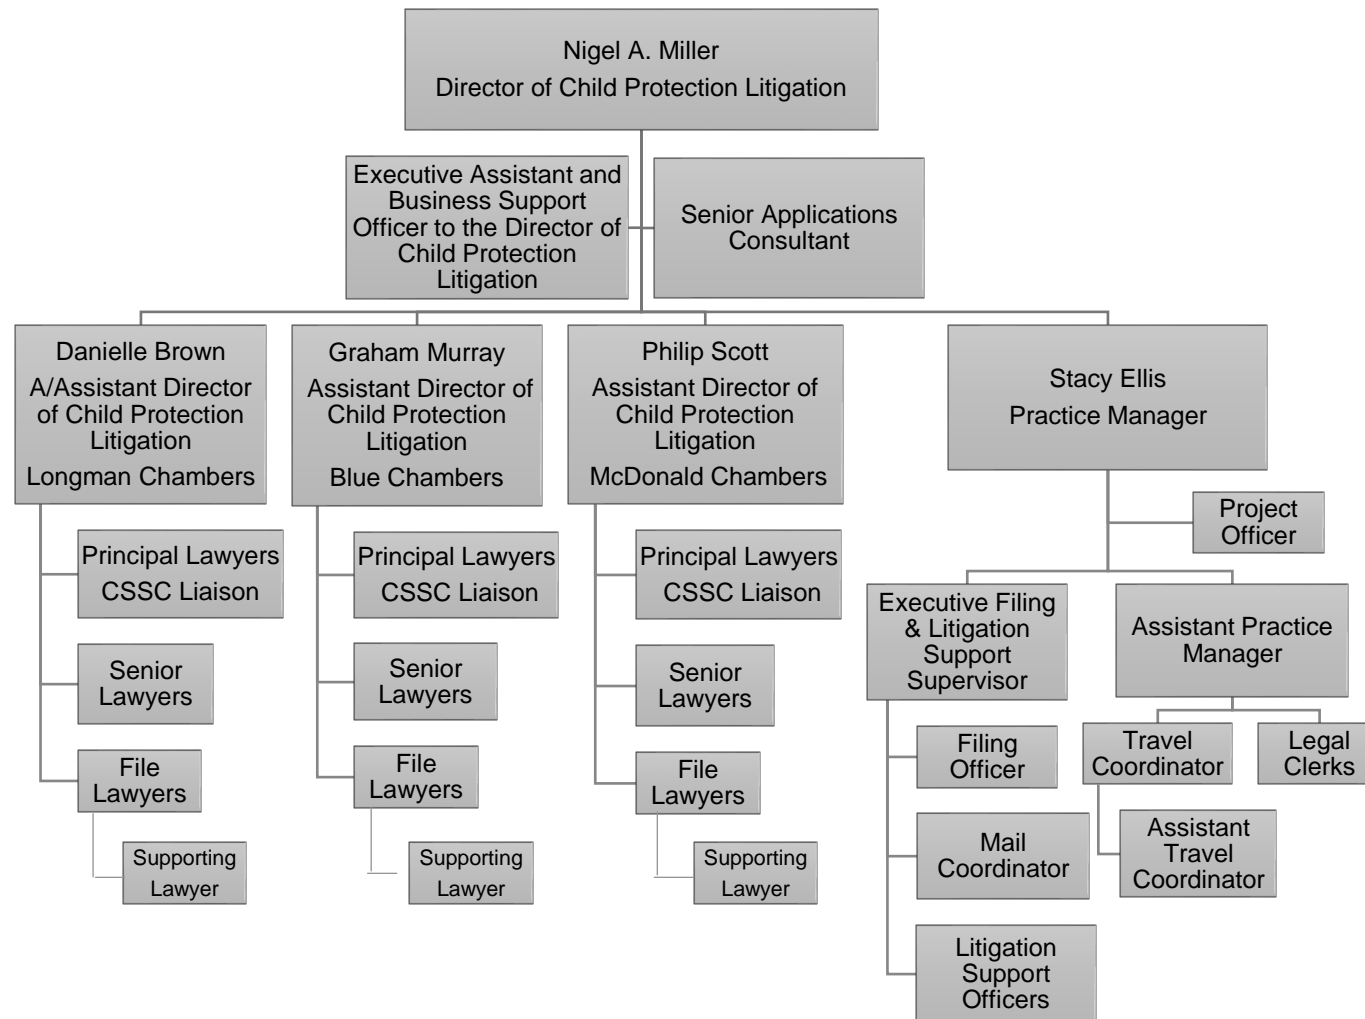 Nigel A. Miller
Director of Child Protection Litigation
Executive Assistant and
Business Support
Officer to the Director of
Child Protection
Litigation
Senior Applications
Consultant
Danielle Brown
A/Assistant Director
of Child Protection
Litigation
Longman Chambers
Graham Murray
Assistant Director of
Child Protection
Litigation
Blue Chambers
Philip Scott
Assistant Director of
Child Protection
Litigation
McDonald Chambers
Stacy Ellis
Practice Manager
Principal Lawyers
CSSC Liaison
Senior
Lawyers
File
Lawyers
Supporting
Lawyer
Principal Lawyers
CSSC Liaison
Senior
Lawyers
File
Lawyers
Supporting
Lawyer
Principal Lawyers
CSSC Liaison
Senior
Lawyers
File
Lawyers
Supporting
Lawyer
Project
Officer
Executive Filing
& Litigation
Support
Supervisor
Filing
Officer
Mail
Coordinator
Litigation
Support
Officers
Assistant Practice
Manager
Travel
Coordinator
Assistant
Travel
Coordinator
Legal
Clerks